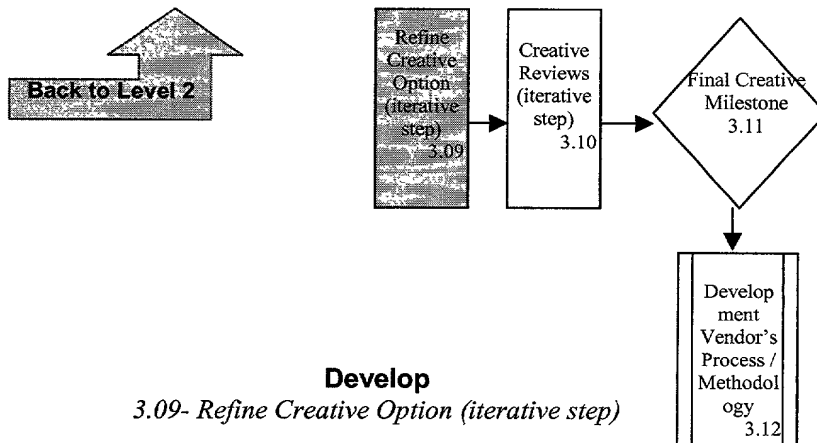 Back to Level 2
Refine
Creative
Option
(iterative
step)
3.09
Creative
Reviews
(iterative
step)
3.10
Final Creative
Milestone
3.11
Develop
ment
Vendor's
Process /
Methodol
ogy
3.12
Develop
3.09- Refine Creative Option (iterative step)